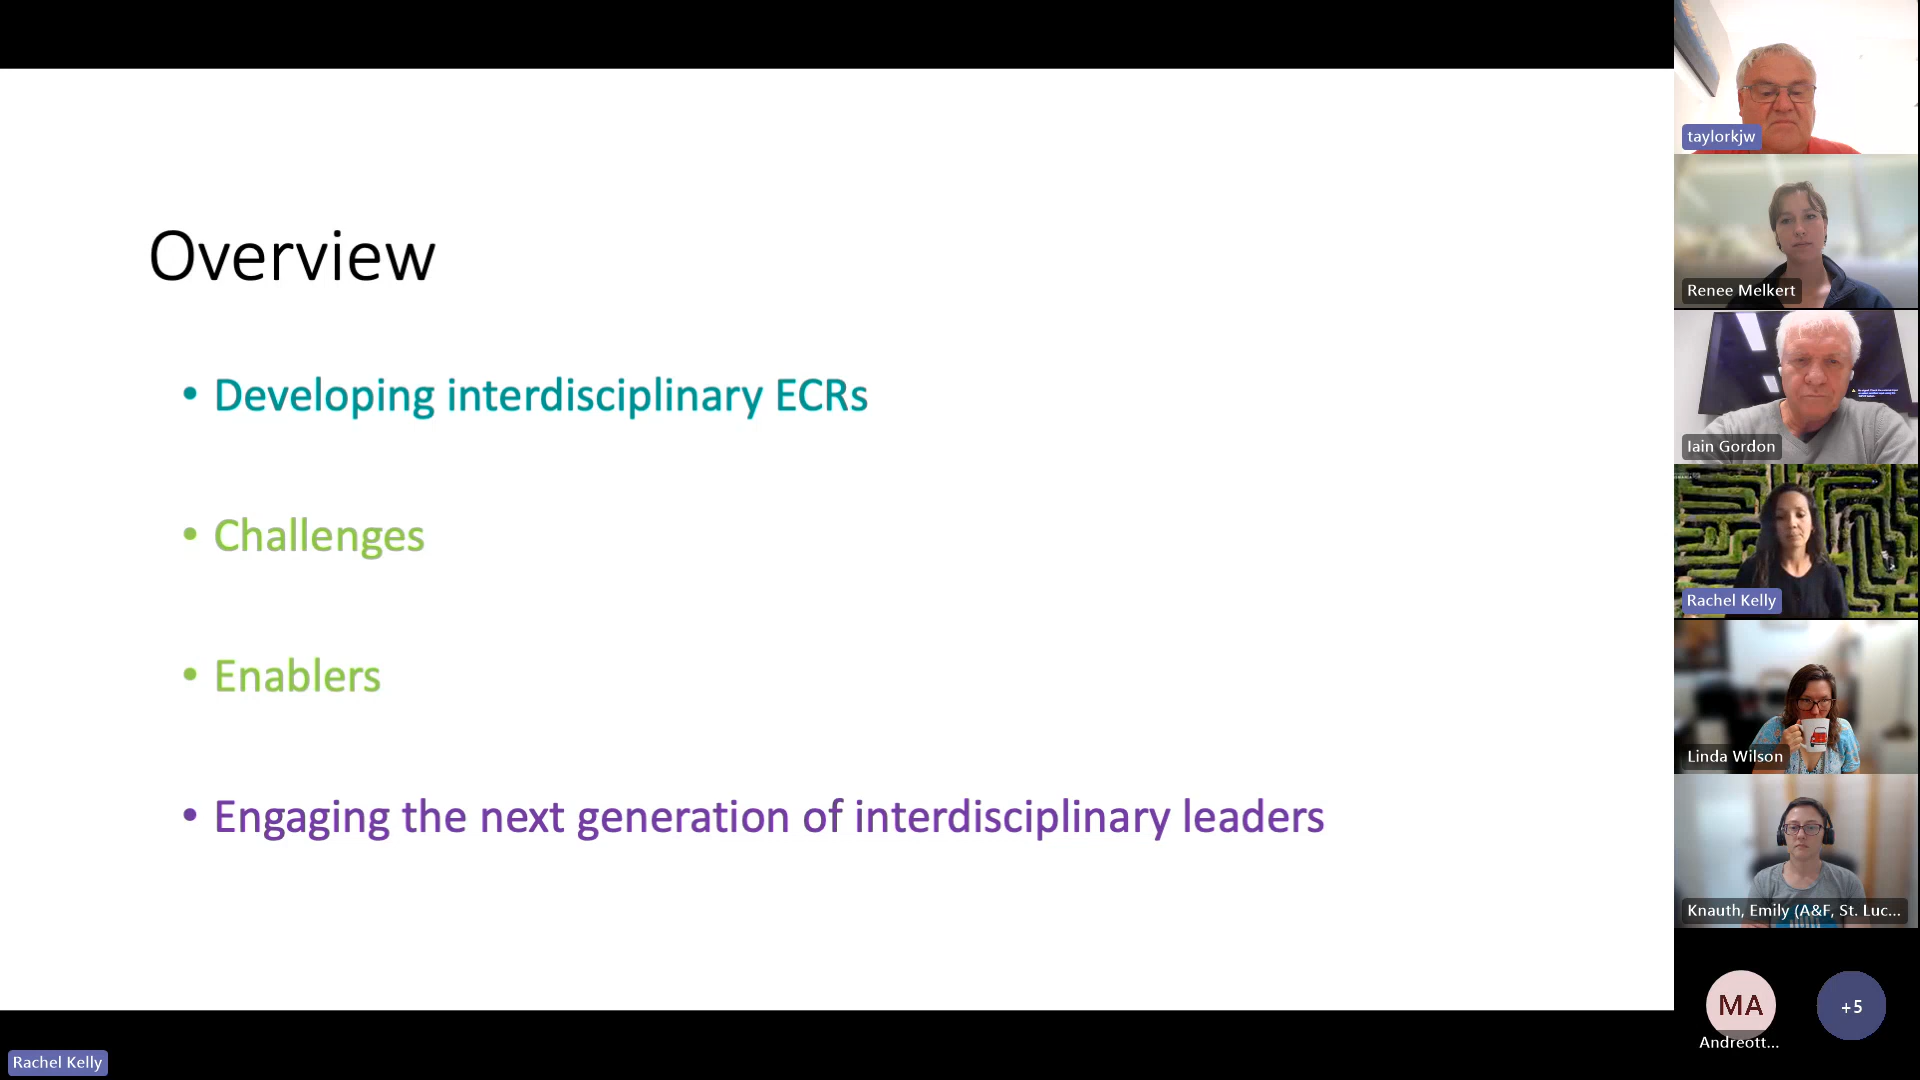 Overview
• Developing interdisciplinary ECRs
• Challenges
• Enablers
• Engaging the next generation of interdisciplinary leaders
Rachel Kelly
taylorkjw
Renee Melkert
Iain Gordon
Rachel Kelly
Linda Wilson
Knauth, Emily (A&F, St. Luc...
MA
Andreott...
+5